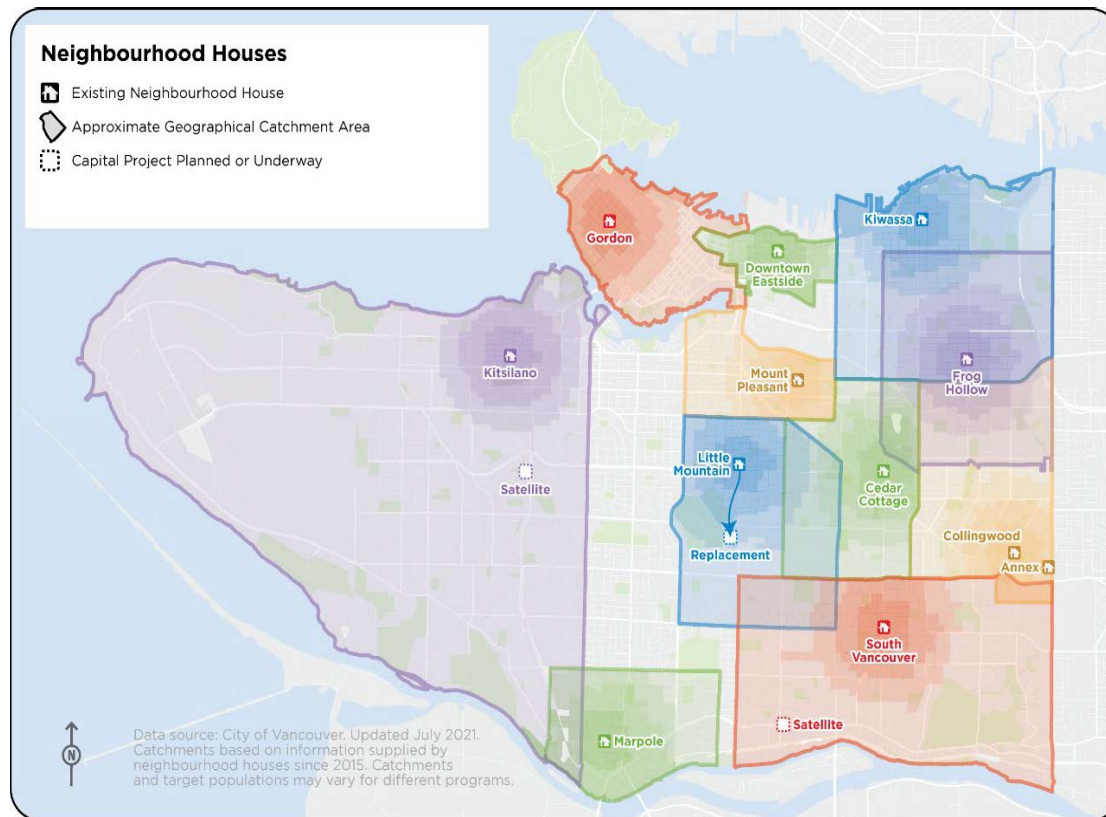 Neighbourhood Houses
Existing Neighbourhood House
Approximate Geographical Catchment Area
Capital Project Planned or Underway
Gordon
Kiwassa
Downtown
Eastside
Kitsilano
Mount
Pleasant
Frog
Hollow
Little
Mountain
Satellite
Cedar
Cottage
Replacement
Collingwood
Annex
South
Vancouver
Satellite
Marpole
N
Data source: City of Vancouver. Updated July 2021.
Catchments based on information supplied by
neighbourhood houses since 2015. Catchments
and target populations may vary for different programs.